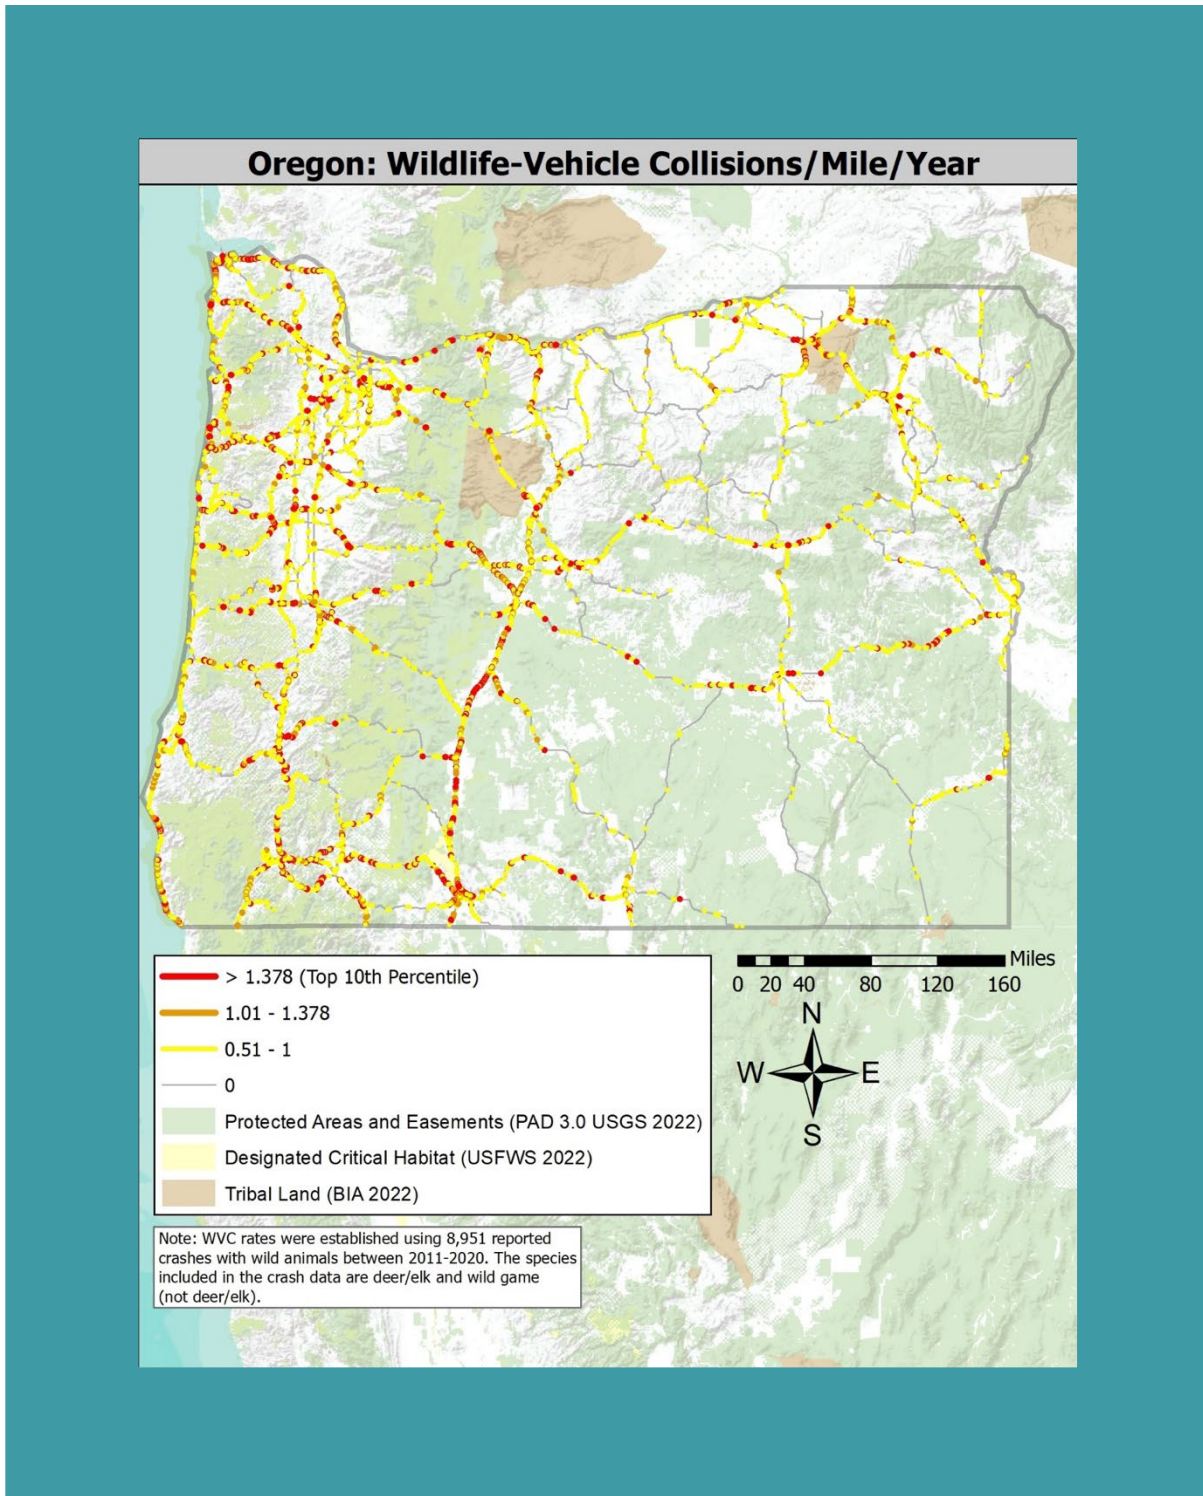 Oregon: Wildlife-Vehicle Collisions/Mile/Year
> 1.378 (Top 10th Percentile)
1.01 - 1.378
0.51 - 1
0
Protected Areas and Easements (PAD 3.0 USGS 2022)
Designated Critical Habitat (USFWS 2022)
Tribal Land (BIA 2022)
Miles
0 20 40 80 120 160
N
W E
S
Note: WVC rates were established using 8,951 reported
crashes with wild animals between 2011-2020. The species
included in the crash data are deer/elk and wild game
(not deer/elk).